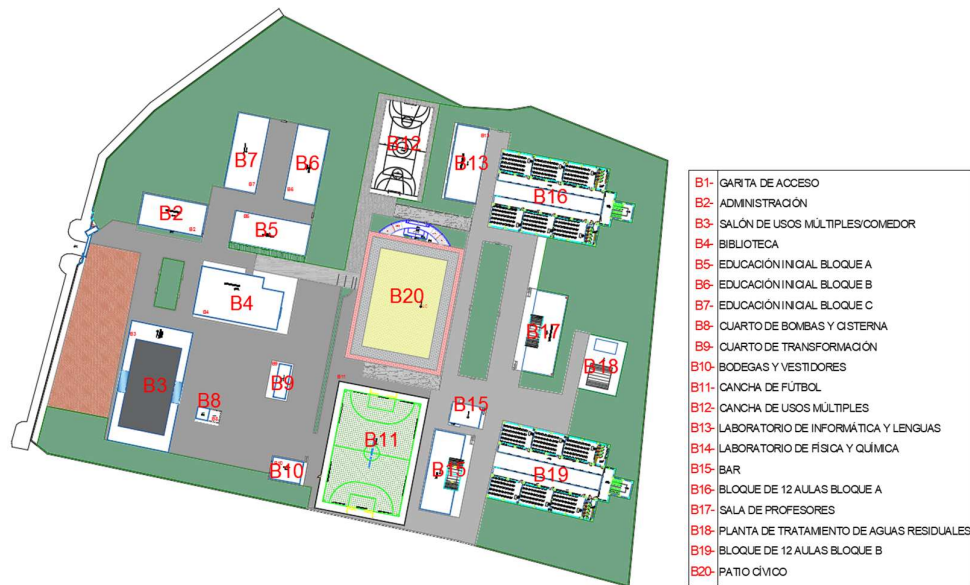 B12
B7
B6
B13
B16
B2
B5
B4
B20
B17
B18
B3
B9
B8
B15
B11
B15
B19
B10
B1- GARITA DE ACCESO
B2- ADMINISTRACIÓN
B3- SALÓN DE USOS MÚLTIPLES/COMEDOR
B4- BIBLIOTECA
B5- EDUCACIÓN INICIAL BLOQUE A
B6- EDUCACIÓN INICIAL BLOQUE B
B7- EDUCACIÓN INICIAL BLOQUE C
B8- CUARTO DE BOMBAS Y CISTERNA
B9- CUARTO DE TRANSFORMACIÓN
B10- BODEGAS Y VESTIDORES
B11- CANCHA DE FÚTBOL
B12- CANCHA DE USOS MÚLTIPLES
B13- LABORATORIO DE INFORMÁTICA Y LENGUAS
B14- LABORATORIO DE FÍSICA Y QUÍMICA
B15- BAR
B16- BLOQUE DE 12 AULAS BLOQUE A
B17- SALA DE PROFESORES
B18- PLANTA DE TRATAMIENTO DE AGUAS RESIDUALES
B19- BLOQUE DE 12 AULAS BLOQUE B
B20- PATIO CÍVICO